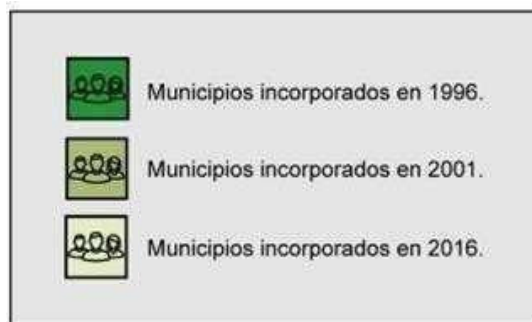 Municipios incorporados en 1996.
Municipios incorporados en 2001.
Municipios incorporados en 2016.